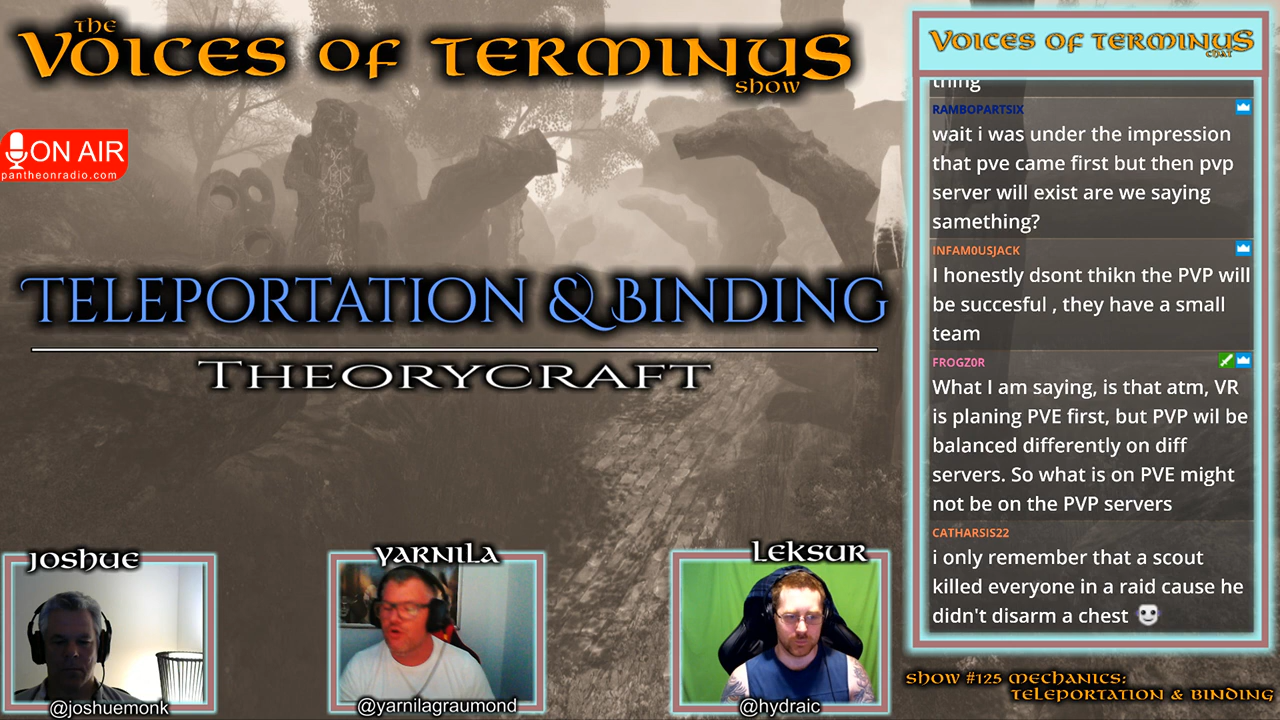 THE
VOICES OF TERMINUS
SHOW
ON AIR
pantheonradio.com
TELEPORTATION & BINDING
THEORYCRAFT
JOSHUE
@joshuemonk
YARNILA
@yarnilagraumond
LEKSUR
@hydraic
VOICES OF TERMINUS
CHAT
thing
RAMBOPARTSIX
wait i was under the impression
that pve came first but then pvp
server will exist are we saying
samething?
INFAM0USJACK
I honestly dsont thikn the PVP will
be succesful , they have a small
team
FROGZ0R
What I am saying, is that atm, VR
is planing PVE first, but PVP wil be
balanced differently on diff
servers. So what is on PVE might
not be on the PVP servers
CATHARSIS22
i only remember that a scout
killed everyone in a raid cause he
didn't disarm a chest
SHOW #125 MECHANICS:
TELEPORTATION & BINDING